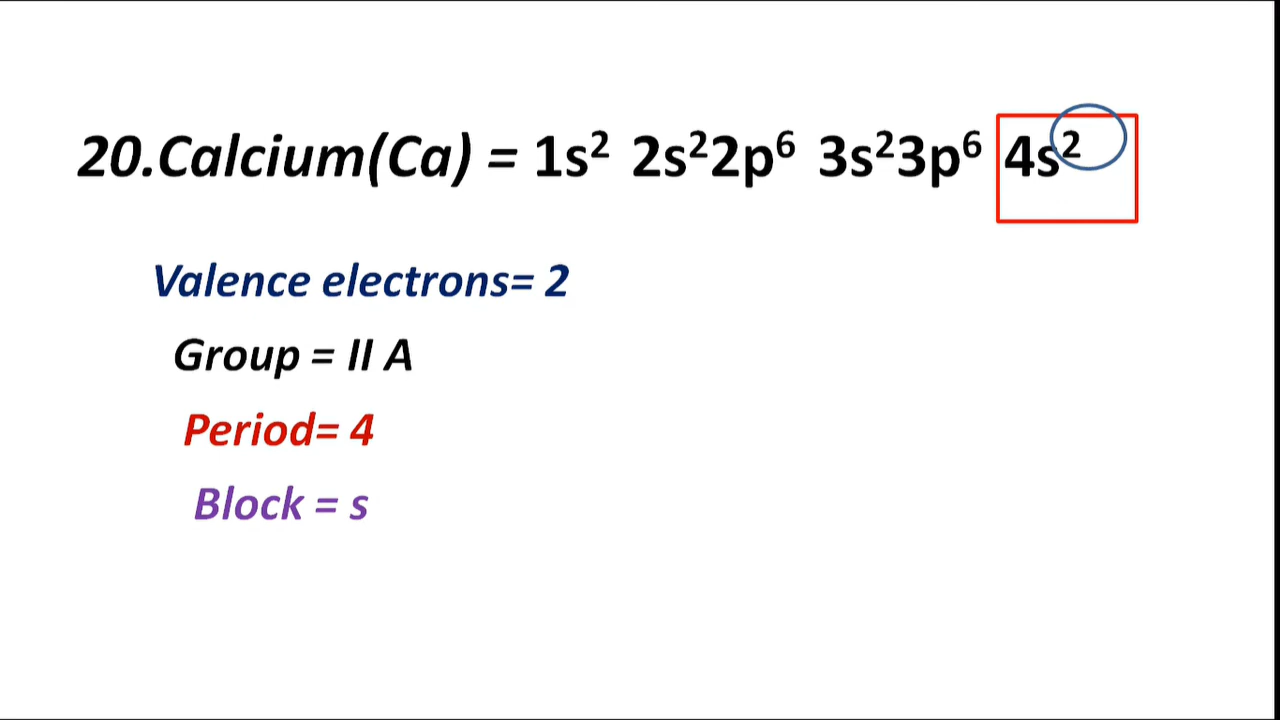 20.Calcium(Ca) = 1s² 2s²2p⁶ 3s²3p⁶ 4s²
Valence electrons= 2
Group = II A
Period= 4
Block = s